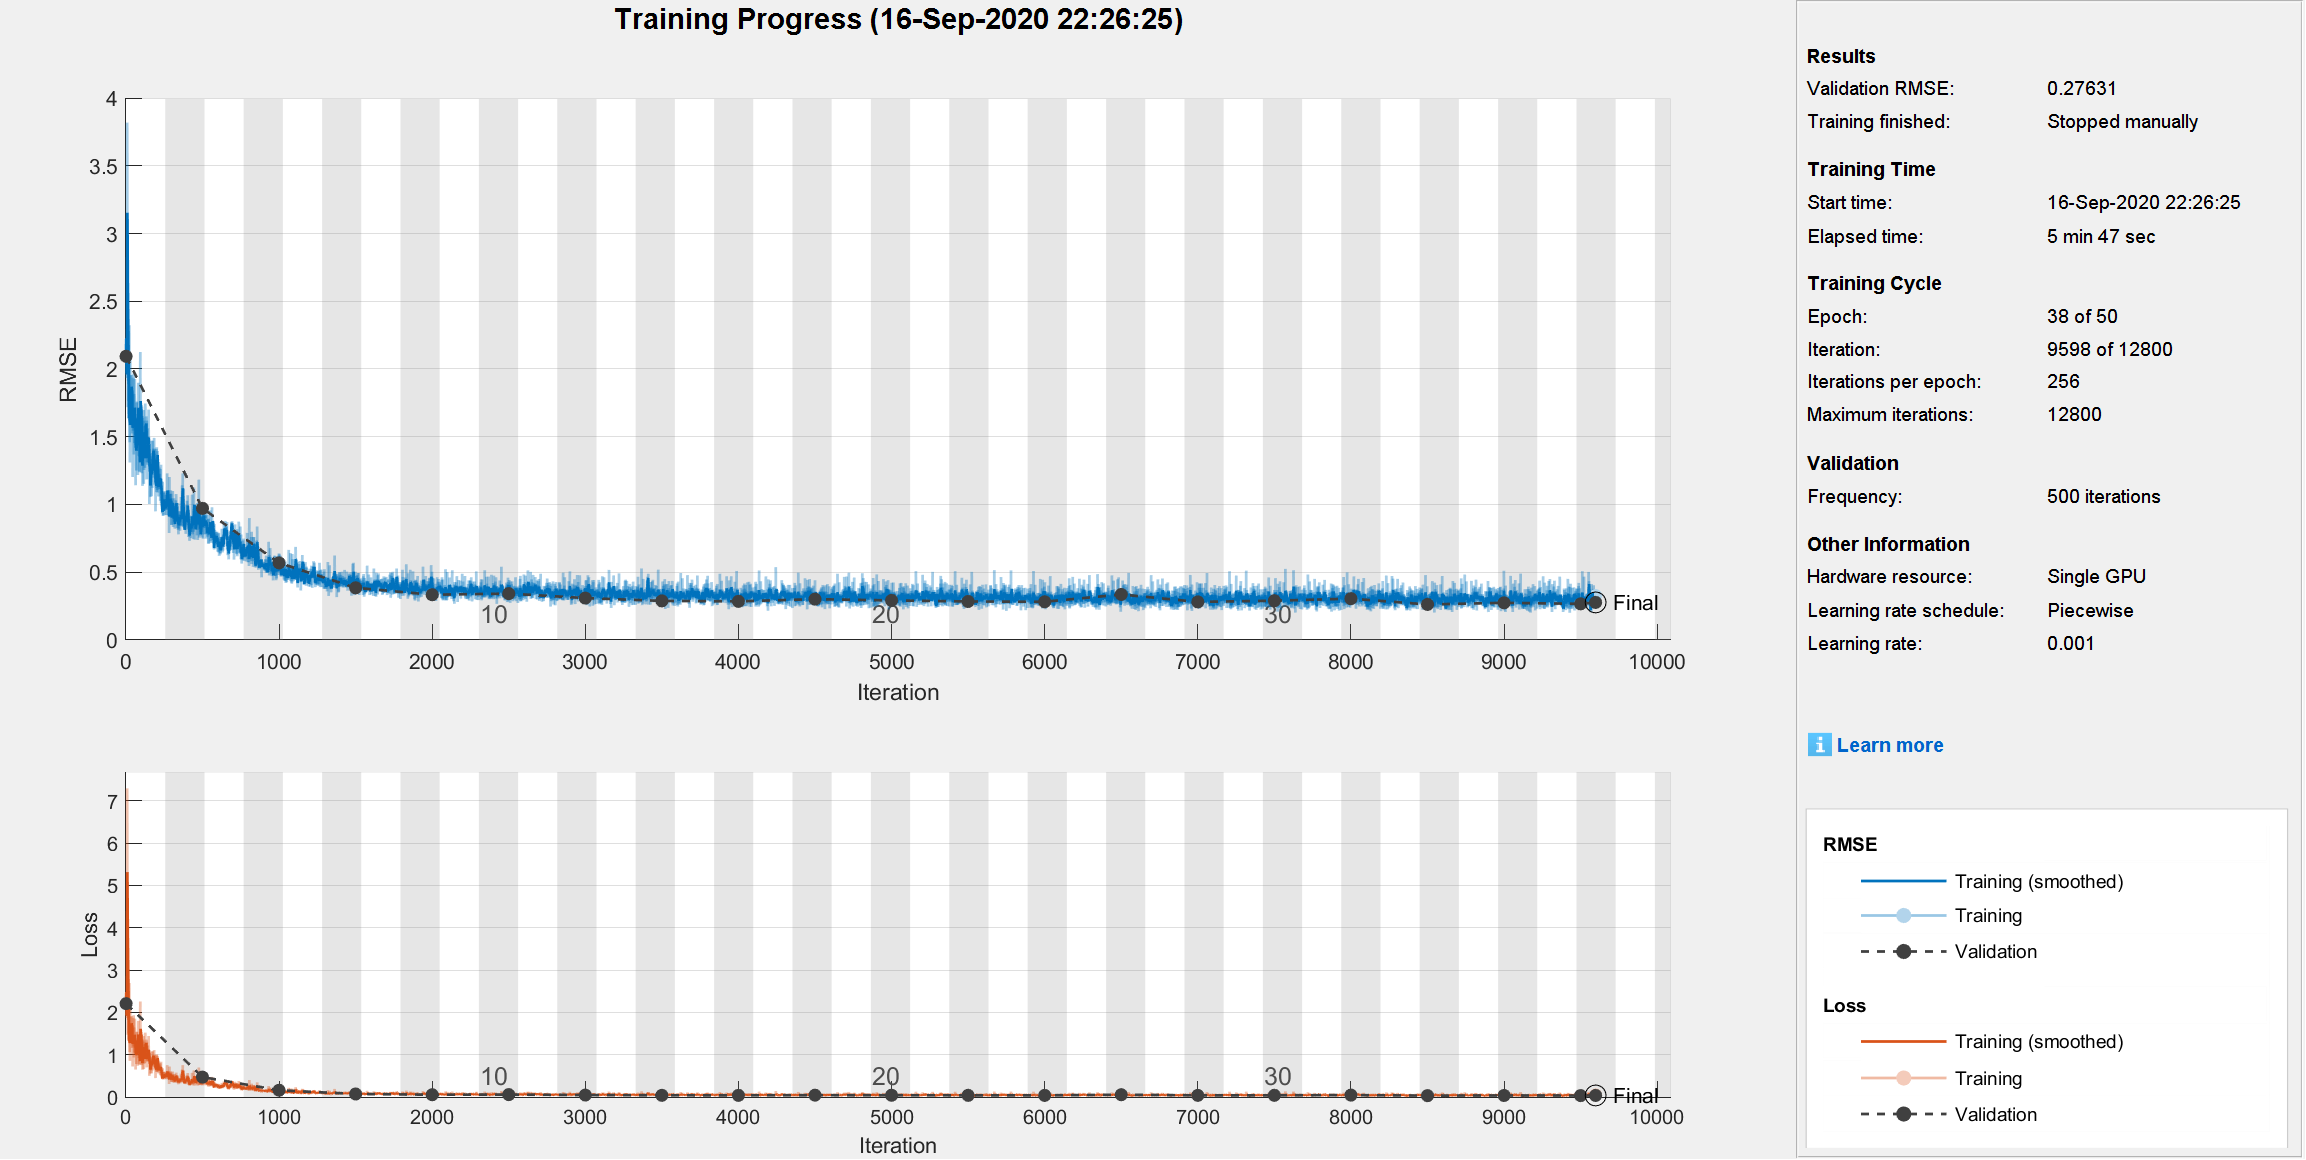 Training Progress (16-Sep-2020 22:26:25)
4
3.5
3
2.5
2
1.5
1
0.5
0
RMSE
10
20
30
Final
0
1000
2000
3000
4000
5000
6000
7000
8000
9000
10000
Iteration
7
6
5
4
3
2
1
0
Loss
10
20
30
Final
0
1000
2000
3000
4000
5000
6000
7000
8000
9000
10000
Iteration
Results
Validation RMSE: 0.27631
Training finished: Stopped manually
Training Time
Start time: 16-Sep-2020 22:26:25
Elapsed time: 5 min 47 sec
Training Cycle
Epoch: 38 of 50
Iteration: 9598 of 12800
Iterations per epoch: 256
Maximum iterations: 12800
Validation
Frequency: 500 iterations
Other Information
Hardware resource: Single GPU
Learning rate schedule: Piecewise
Learning rate: 0.001
i Learn more
RMSE
Training (smoothed)
Training
Validation
Loss
Training (smoothed)
Training
Validation